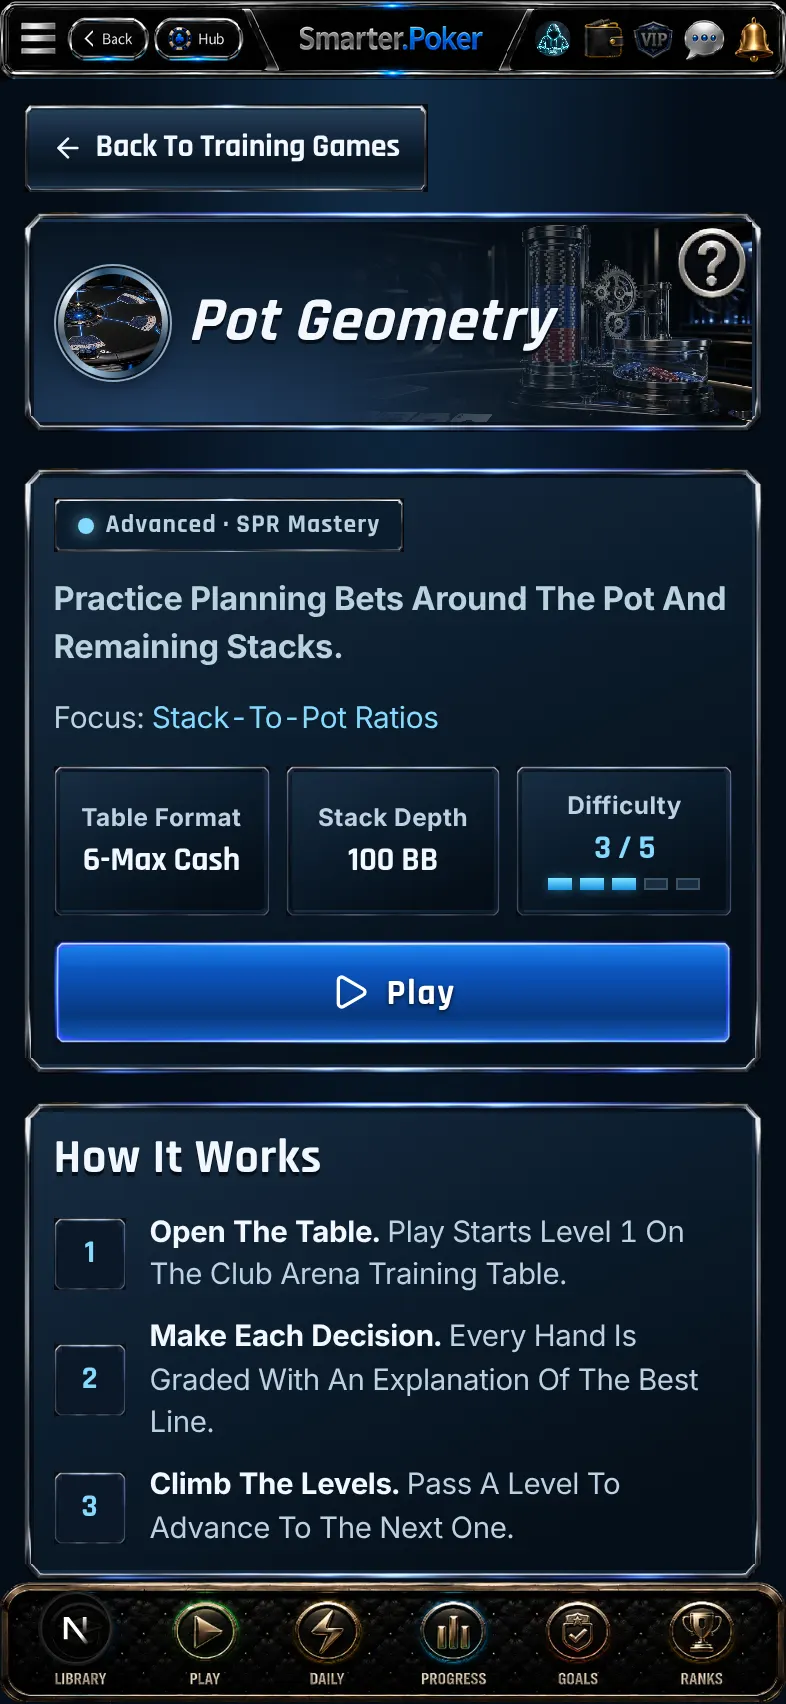 Back
Hub
Smarter.Poker
VIP
Back To Training Games
Pot Geometry
?
Advanced · SPR Mastery
Practice Planning Bets Around The Pot And
Remaining Stacks.
Focus: Stack-To-Pot Ratios
Table Format
6-Max Cash
Stack Depth
100 BB
Difficulty
3 / 5
Play
How It Works
1
Open The Table. Play Starts Level 1 On
The Club Arena Training Table.
2
Make Each Decision. Every Hand Is
Graded With An Explanation Of The Best
Line.
3
Climb The Levels. Pass A Level To
Advance To The Next One.
N
LIBRARY
PLAY
DAILY
PROGRESS
GOALS
RANKS